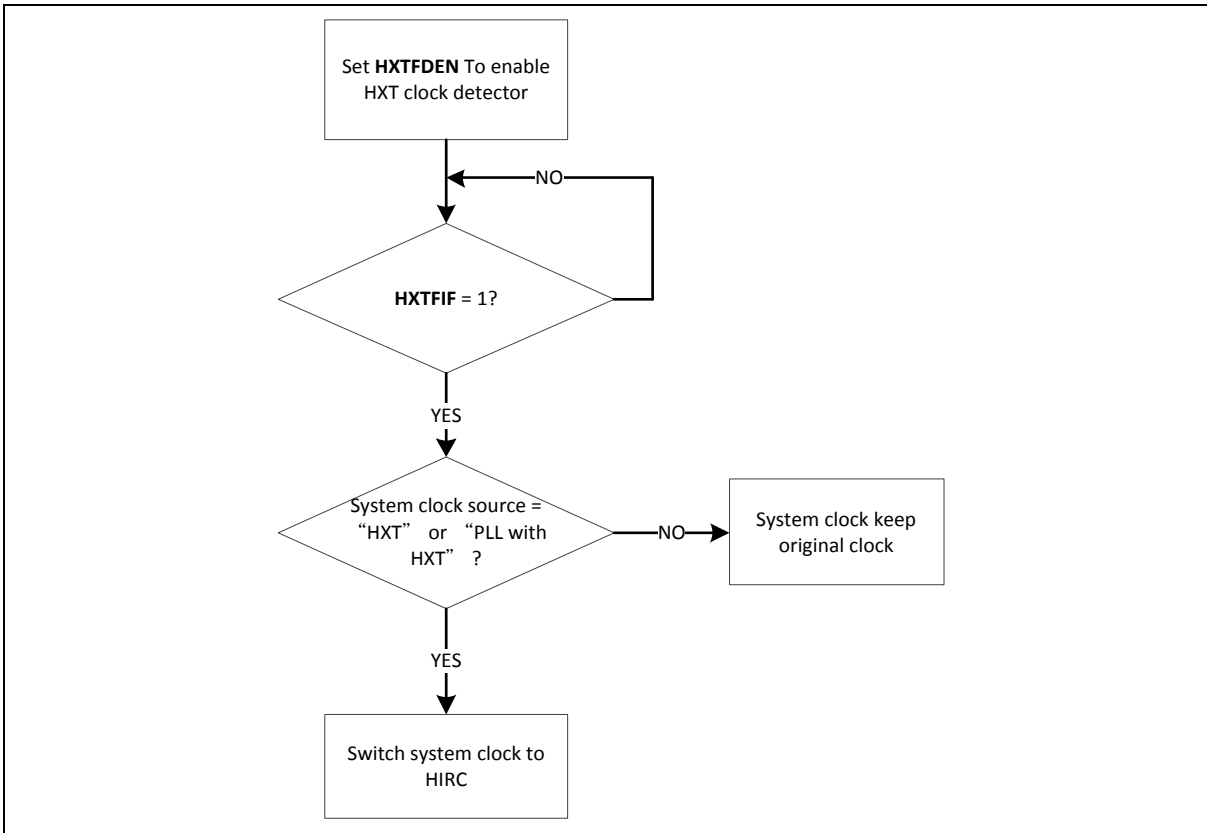 Set HXTFDEN To enable
HXT clock detector
NO
HXTFIF = 1?
YES
System clock source =
“HXT” or “PLL with
HXT” ?
NO
System clock keep
original clock
YES
Switch system clock to
HIRC